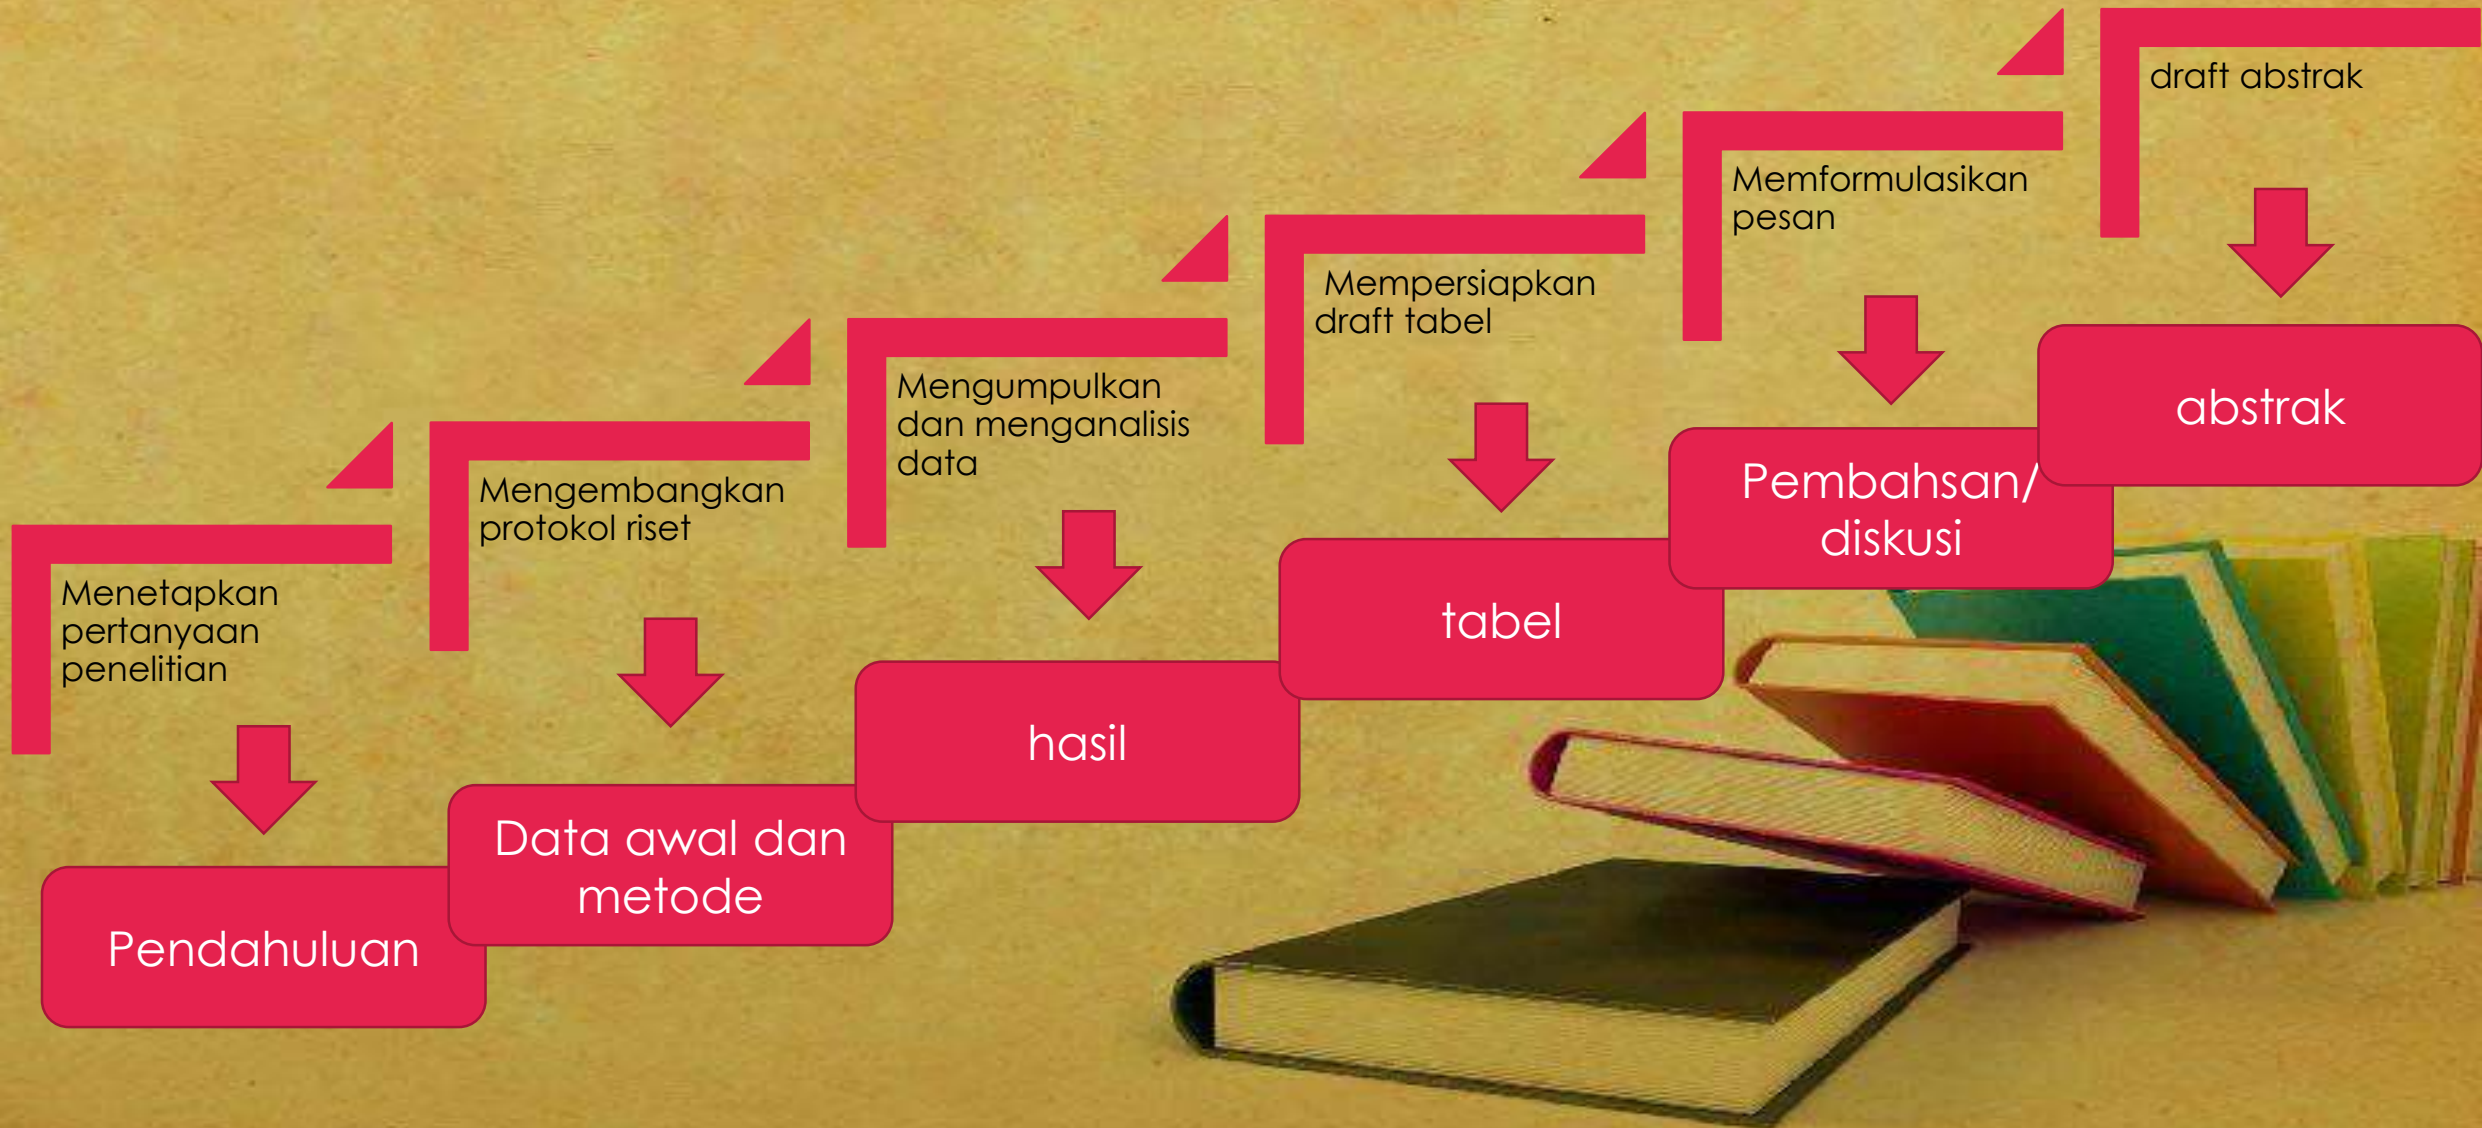 Menetapkan
pertanyaan
penelitian
Pendahuluan
Mengembangkan
protokol riset
Data awal dan
metode
Mengumpulkan
dan menganalisis
data
hasil
Mempersiapkan
draft tabel
tabel
Memformulasikan
pesan
Pembahsan/
diskusi
draft abstrak
abstrak